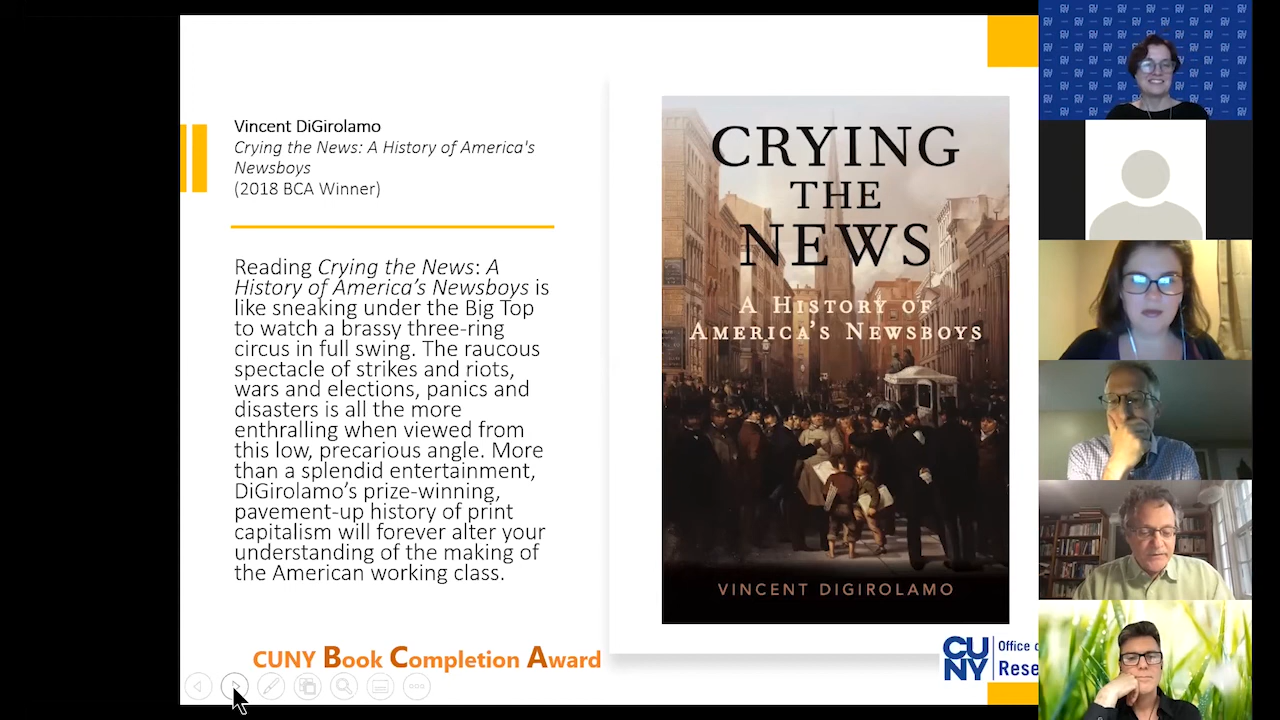 Vincent DiGirolamo
Crying the News: A History of America's
Newsboys
(2018 BCA Winner)
Reading Crying the News: A
History of America’s Newsboys is
like sneaking under the Big Top
to watch a brassy three-ring
circus in full swing. The raucous
spectacle of strikes and riots,
wars and elections, panics and
disasters is all the more
enthralling when viewed from
this low, precarious angle. More
than a splendid entertainment,
DiGirolamo’s prize-winning,
pavement-up history of print
capitalism will forever alter your
understanding of the making of
the American working class.
CUNY Book Completion Award
CRYING
THE
NEWS
A HISTORY OF
AMERICA'S NEWSBOYS
VINCENT DIGIROLAMO
CU
NY
Office o
Rese